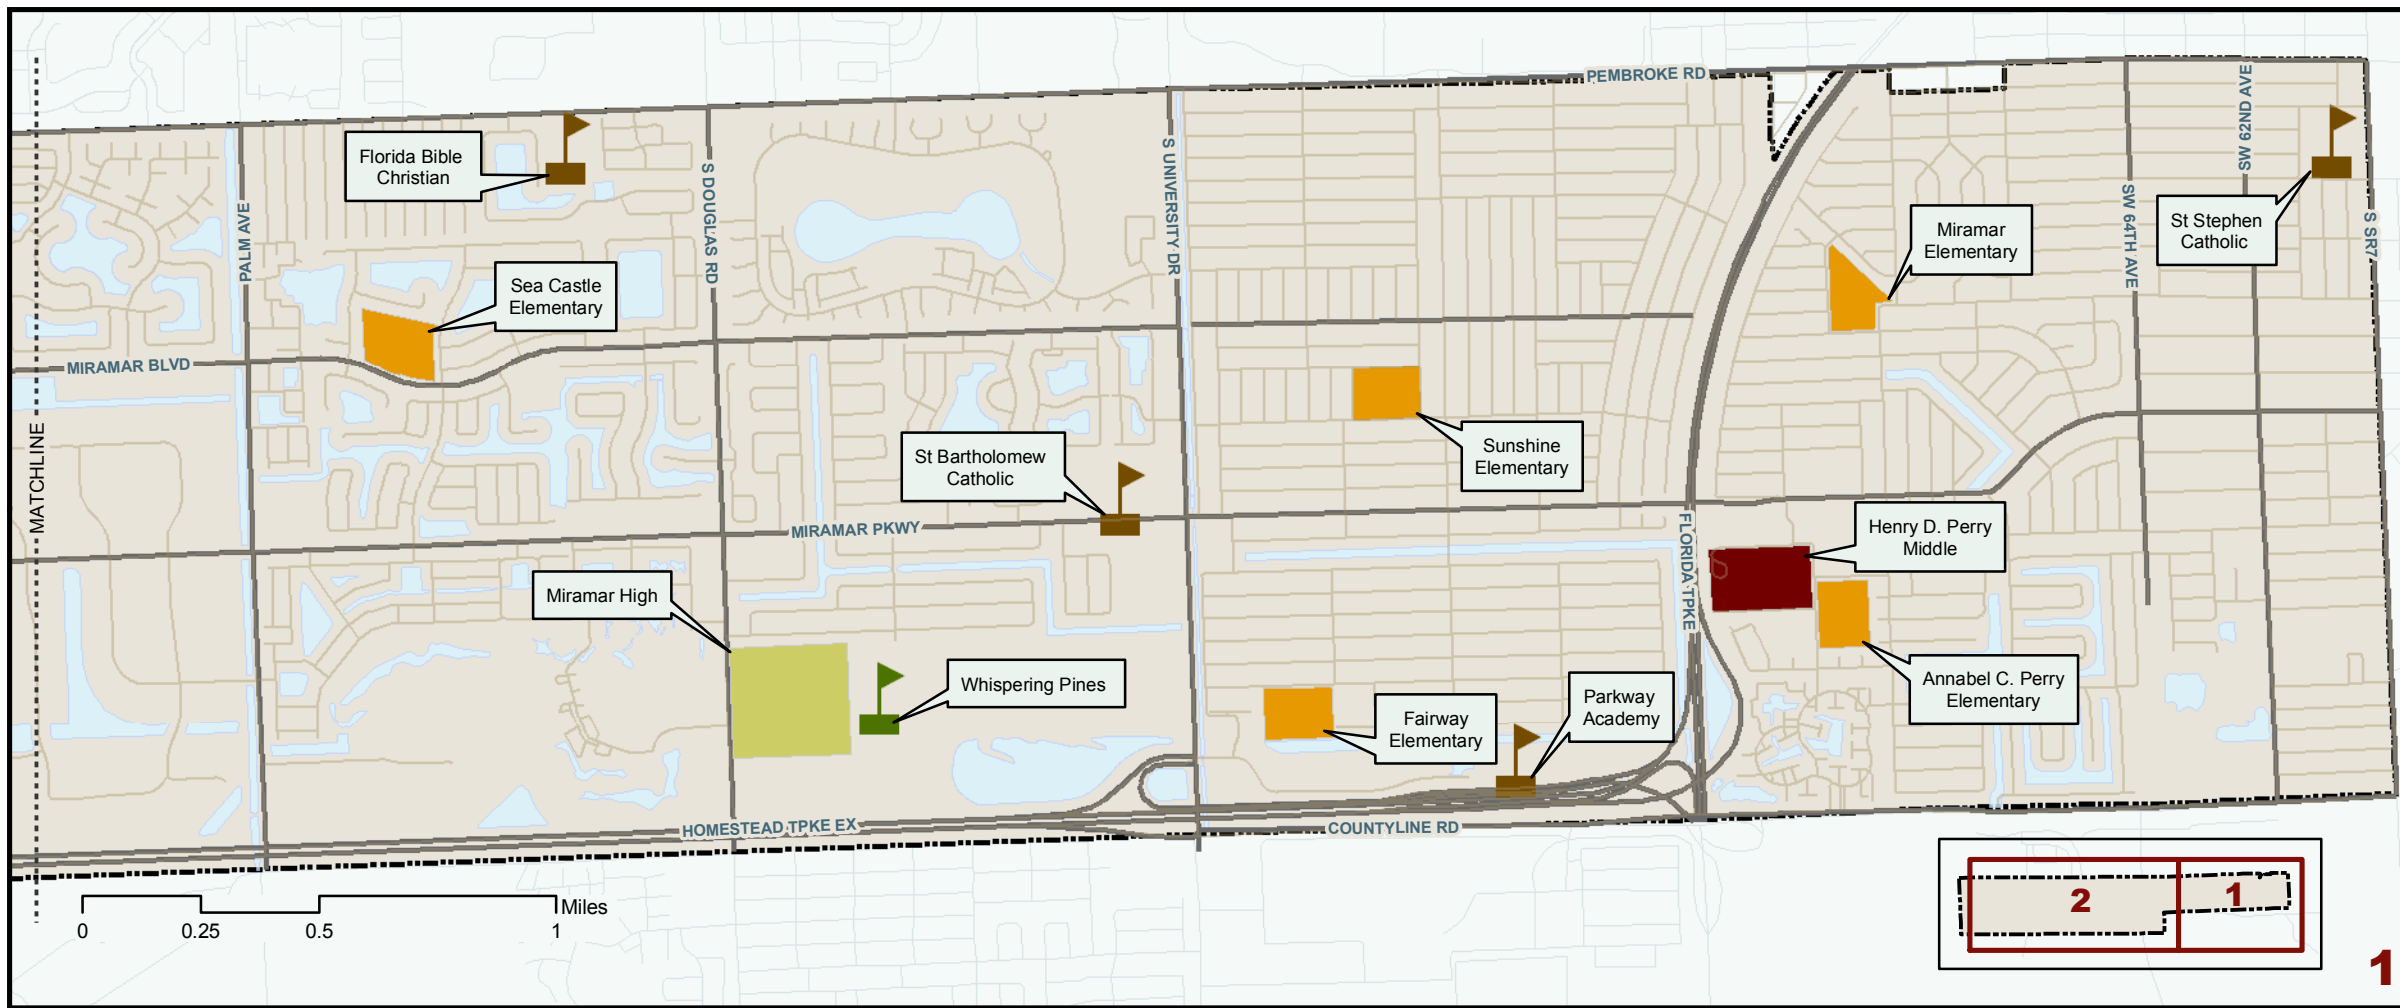 PEMBROKE RD
SW 62ND AVE
Florida Bible
Christian
S UNIVERSITY DR
S DOUGLAS RD
PALM AVE
SW 64TH AVE
St Stephen
Catholic
S SR7
Miramar
Elementary
Sea Castle
Elementary
MIRAMAR BLVD
MATCHLINE
St Bartholomew
Catholic
Sunshine
Elementary
MIRAMAR PKWY
FLORIDA TPKE
Henry D. Perry
Middle
Miramar High
Whispering Pines
Annabel C. Perry
Elementary
Fairway
Elementary
Parkway
Academy
HOMESTEAD TPKE EX
COUNTYLINE RD
Miles
0 0.25 0.5 1
2
1
1